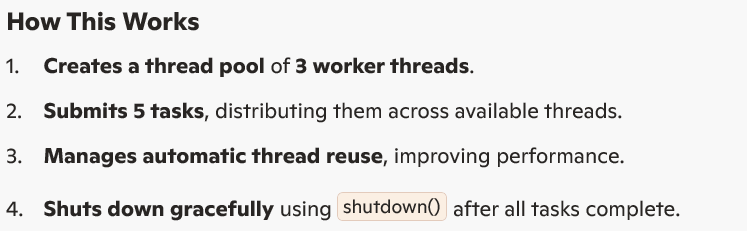 How This Works
1. Creates a thread pool of 3 worker threads.
2. Submits 5 tasks, distributing them across available threads.
3. Manages automatic thread reuse, improving performance.
4. Shuts down gracefully using shutdown() after all tasks complete.